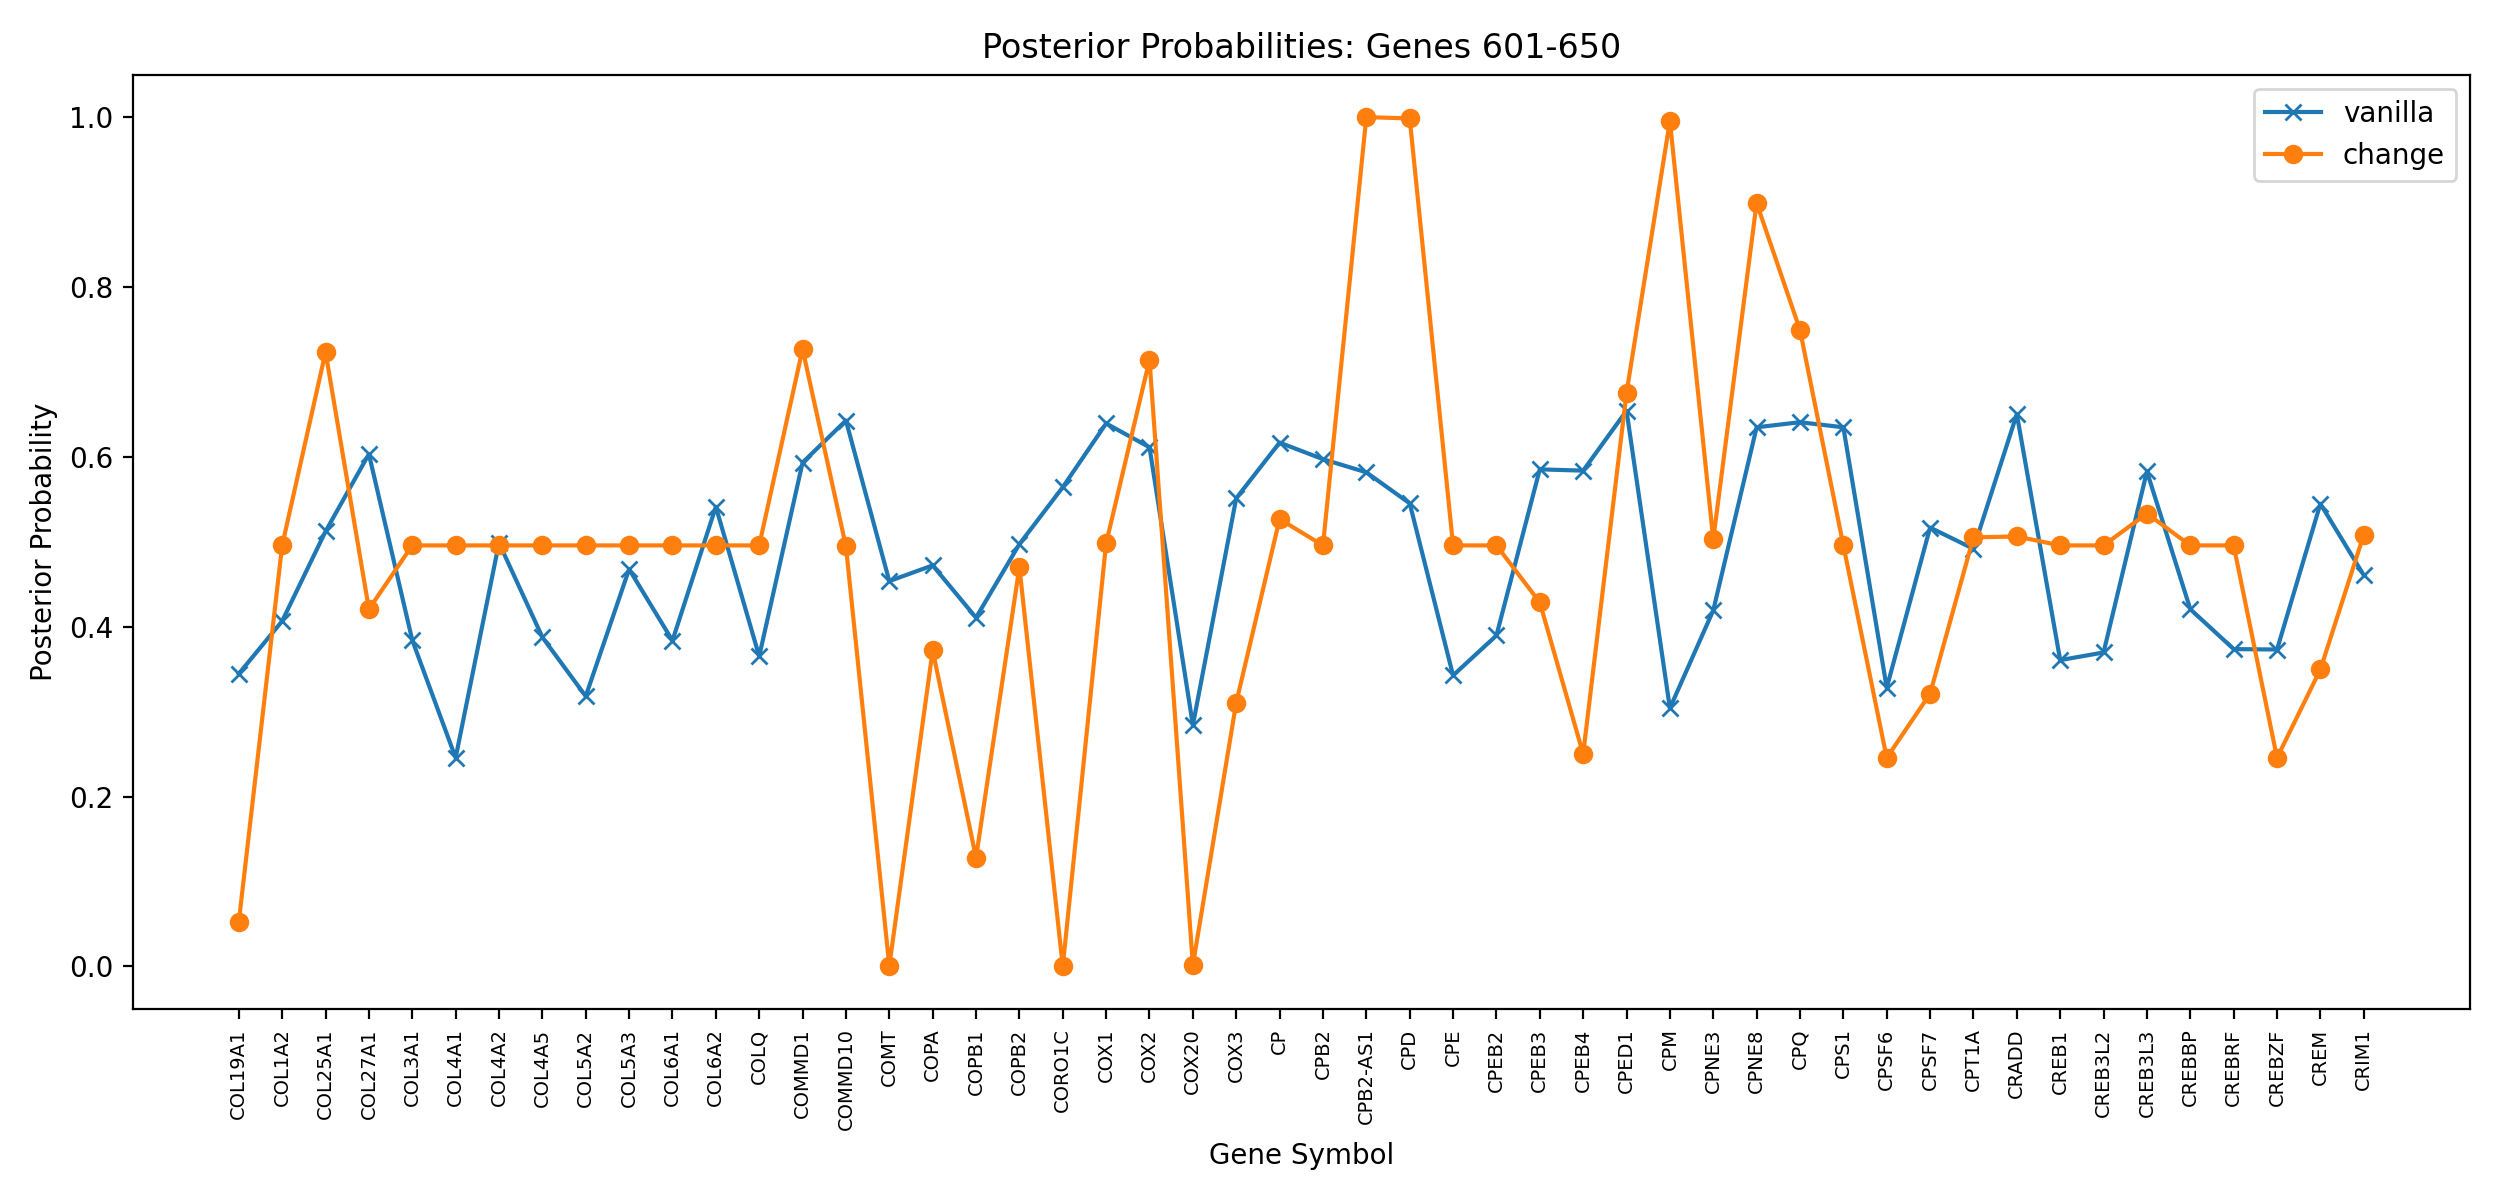 Posterior Probabilities: Genes 601-650
vanilla
change
Posterior Probability
1.0
0.8
0.6
0.4
0.2
0.0
COL19A1
COL1A2
COL25A1
COL27A1
COL3A1
COL4A1
COL4A2
COL4A5
COL5A2
COL5A3
COL6A1
COL6A2
COLQ
COMMD1
COMMD10
COMT
COPA
COPB1
COPB2
CORO1C
COX1
COX2
COX20
COX3
CP
CPB2
CPB2-AS1
CPD
CPE
CPEB2
CPEB3
CPEB4
CPED1
CPM
CPNE3
CPNE8
CPQ
CPS1
CPSF6
CPSF7
CPT1A
CRADD
CREB1
CREB3L2
CREB3L3
CREBBP
CREBRF
CREBZF
CREM
CRIM1
Gene Symbol